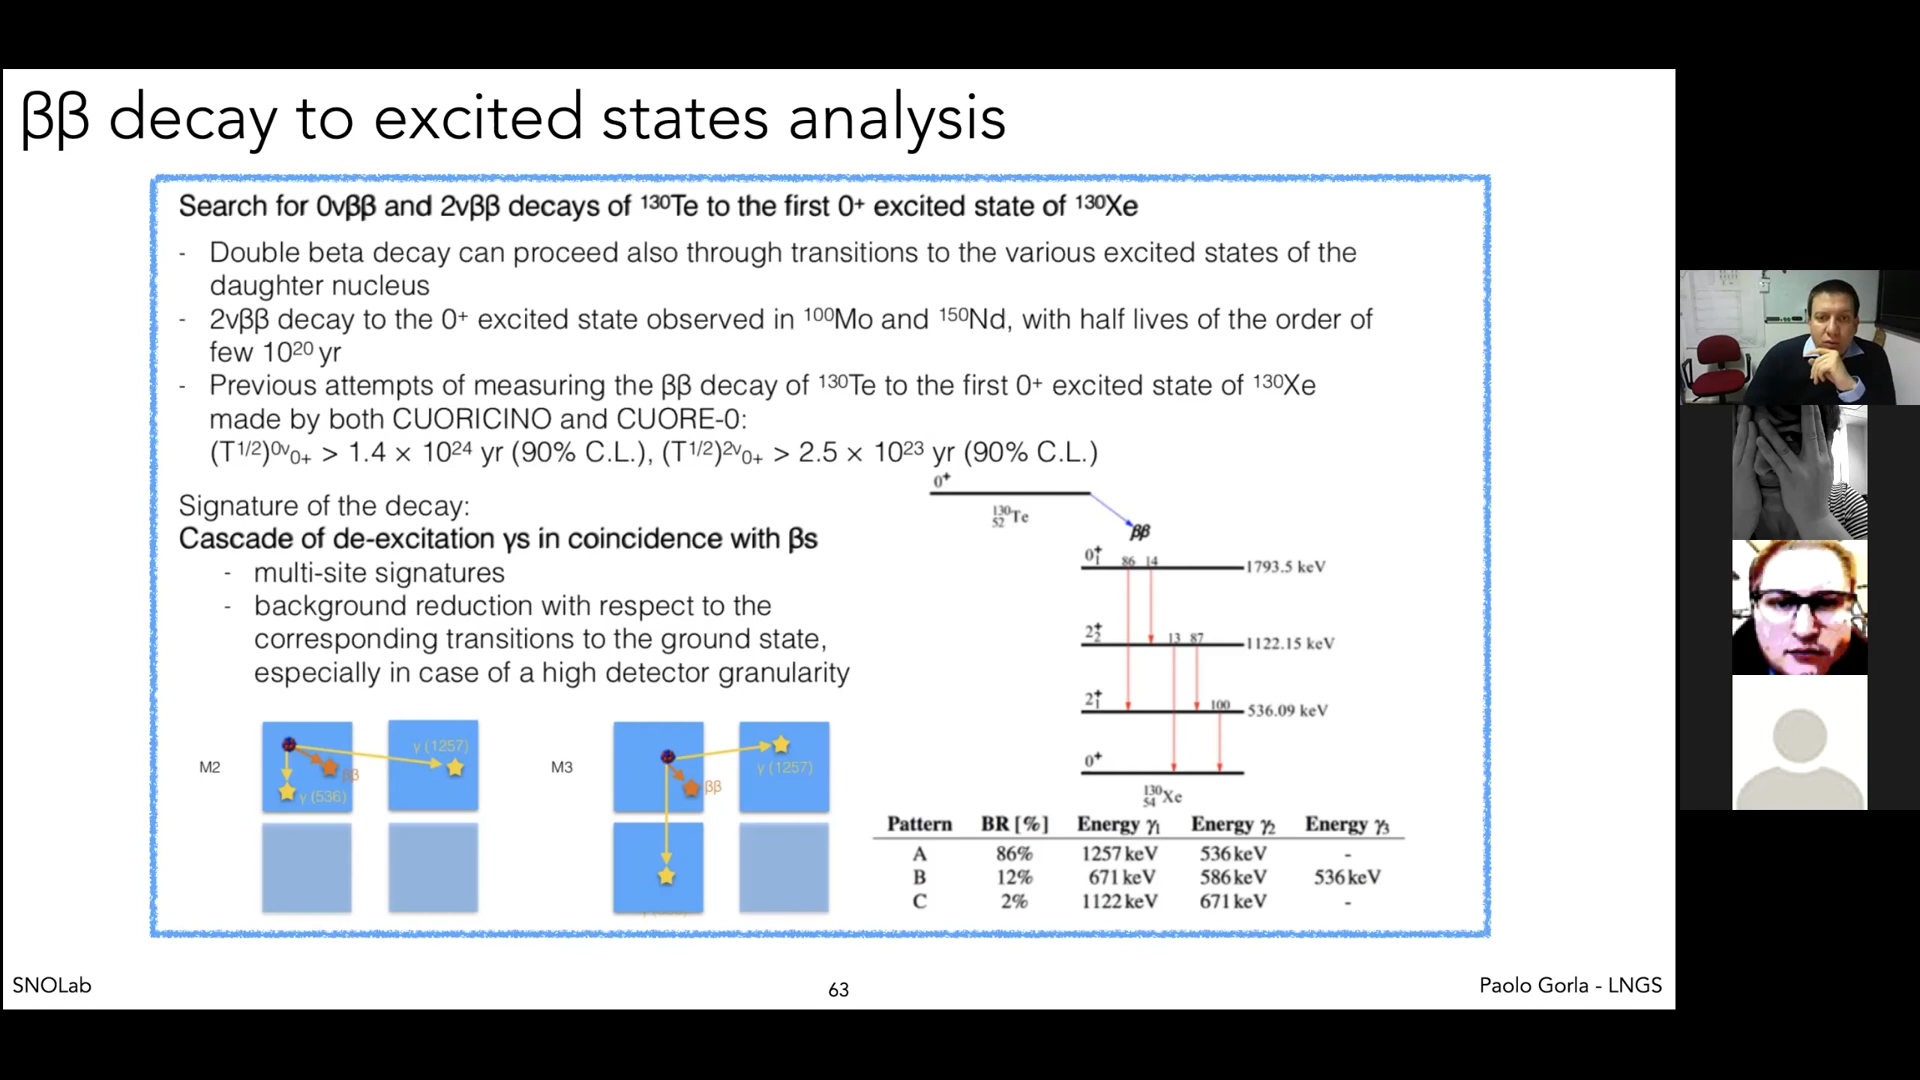 ββ decay to excited states analysis
Search for 0νββ and 2νββ decays of ¹³⁰Te to the first 0⁺ excited state of ¹³⁰Xe
- Double beta decay can proceed also through transitions to the various excited states of the
daughter nucleus
- 2νββ decay to the 0⁺ excited state observed in ¹⁰⁰Mo and ¹⁵⁰Nd, with half lives of the order of
few 10²⁰ yr
- Previous attempts of measuring the ββ decay of ¹³⁰Te to the first 0⁺ excited state of ¹³⁰Xe
made by both CUORICINO and CUORE-0:
(T1/2)0ν0+ > 1.4 × 10²⁴ yr (90% C.L.), (T1/2)2ν0+ > 2.5 × 10²³ yr (90% C.L.)
Signature of the decay:
Cascade of de-excitation γs in coincidence with βs
- multi-site signatures
- background reduction with respect to the
corresponding transitions to the ground state,
especially in case of a high detector granularity
0⁺
130 52 Te
ββ
0⁺1 86 14 1793.5 keV
2⁺2 13 87 1122.15 keV
2⁺1 100 536.09 keV
0⁺
130 54 Xe
M2
γ (1257)
ββ
γ (536)
M3
γ (1257)
ββ
Pattern BR [%] Energy γ1 Energy γ2 Energy γ3
A 86% 1257 keV 536 keV -
B 12% 671 keV 586 keV 536 keV
C 2% 1122 keV 671 keV -
SNOLab 63 Paolo Gorla - LNGS